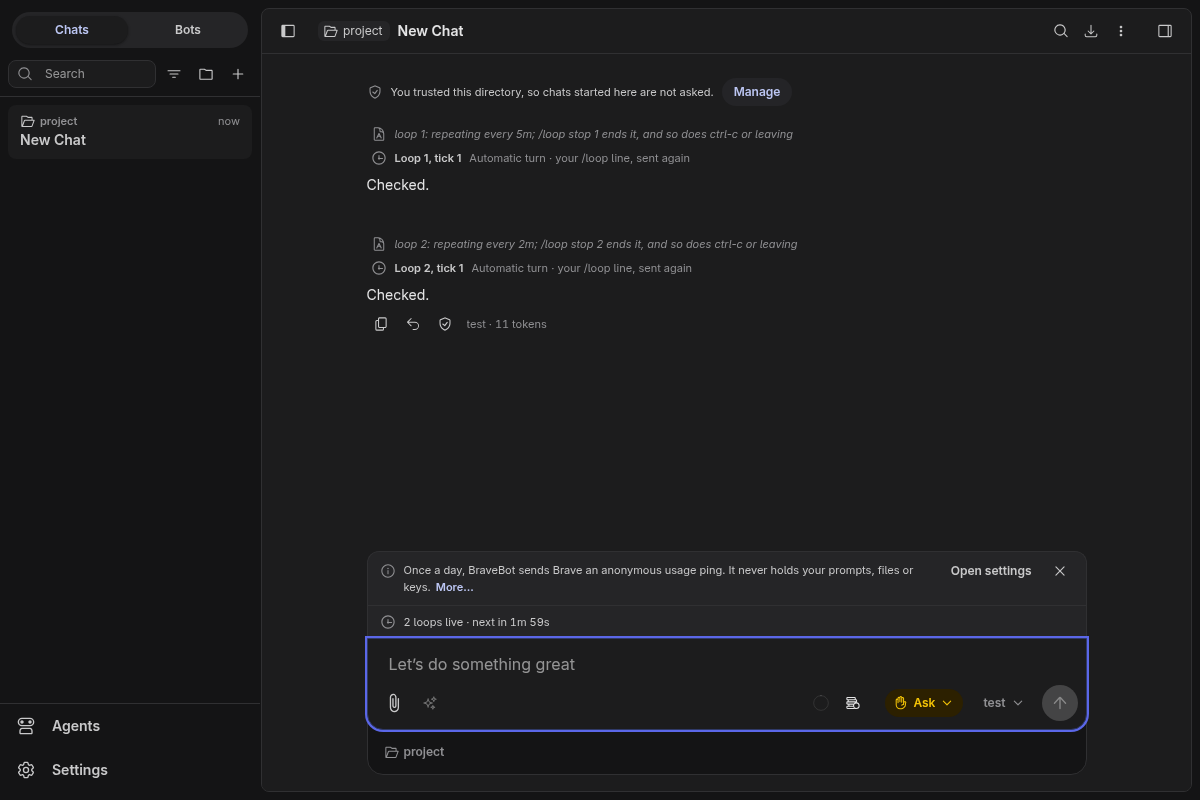 Chats
Bots
Search
project
now
New Chat
Agents
Settings
project
New Chat
You trusted this directory, so chats started here are not asked.
Manage
loop 1: repeating every 5m; /loop stop 1 ends it, and so does ctrl-c or leaving
Loop 1, tick 1 Automatic turn · your /loop line, sent again
Checked.
loop 2: repeating every 2m; /loop stop 2 ends it, and so does ctrl-c or leaving
Loop 2, tick 1 Automatic turn · your /loop line, sent again
Checked.
test · 11 tokens
Once a day, BraveBot sends Brave an anonymous usage ping. It never holds your prompts, files or
keys. More...
Open settings
2 loops live · next in 1m 59s
Let's do something great
Ask
test
project